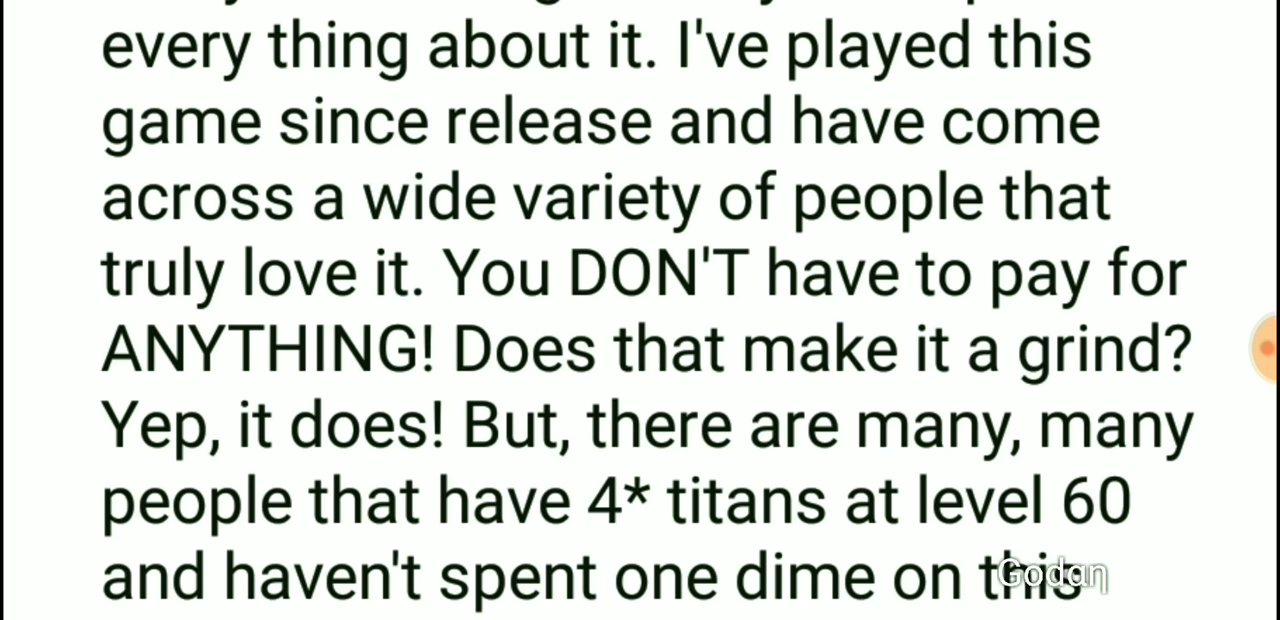 every thing about it. I've played this
game since release and have come
across a wide variety of people that
truly love it. You DON'T have to pay for
ANYTHING! Does that make it a grind?
Yep, it does! But, there are many, many
people that have 4* titans at level 60
and haven't spent one dime on this